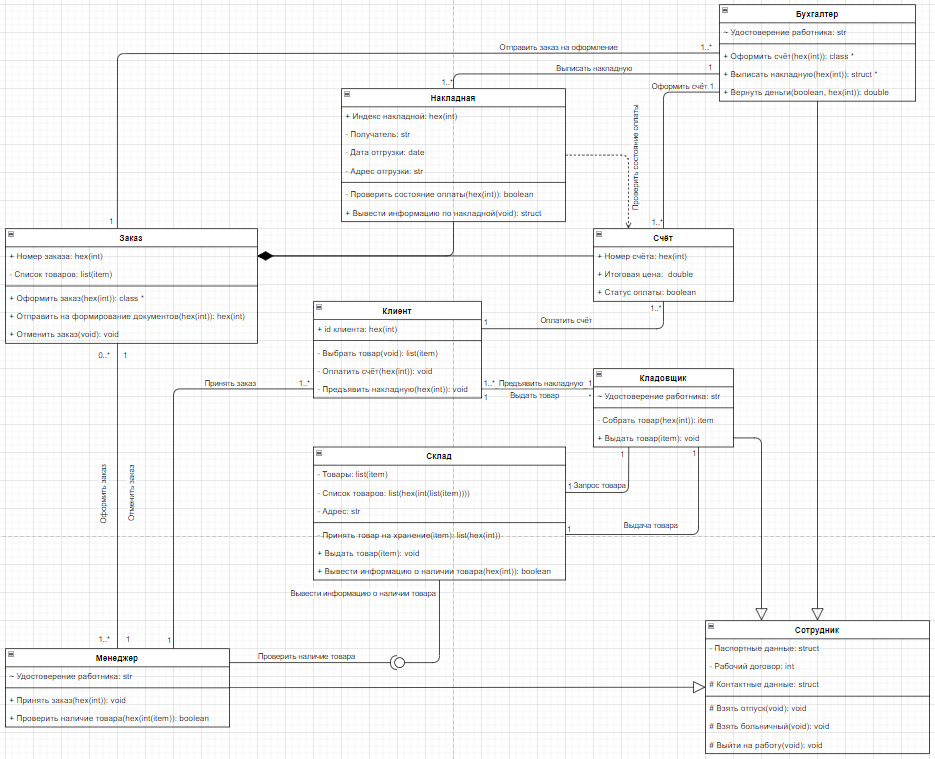 Бухгалтер
~ Удостоверение работника: str
+ Оформить счёт(hex(int)): class *
+ Выписать накладную(hex(int)): struct *
+ Вернуть деньги(boolean, hex(int)): double
Отправить заказ на оформление
1..*
Выписать накладную
1
1..*
Оформить счёт 1
Накладная
+ Индекс накладной: hex(int)
- Получатель: str
- Дата отгрузки: date
- Адрес отгрузки: str
- Проверить состояние оплаты(hex(int)): boolean
+ Вывести информацию по накладной(void): struct
Проверить состояние оплаты
1
1..*
Заказ
+ Номер заказа: hex(int)
- Список товаров: list(item)
+ Оформить заказ(hex(int)): class *
+ Отправить на формирование документов(hex(int)): hex(int)
+ Отменить заказ(void): void
Счёт
+ Номер счёта: hex(int)
+ Итоговая цена: double
+ Статус оплаты: boolean
1..*
Клиент
+ id клиента: hex(int)
- Выбрать товар(void): list(item)
- Оплатить счёт(hex(int)): void
- Предъявить накладную(hex(int)): void
1
Оплатить счёт
0..*
1
Принять заказ
1..*
1..*
Предъявить накладную
1
1
Выдать товар
*
Кладовщик
~ Удостоверение работника: str
- Собрать товар(hex(int)): item
+ Выдать товар(item): void
1
1
Склад
- Товары: list(item)
- Список товаров: list(hex(int(list(item))))
- Адрес: str
- Принять товар на хранение(item): list(hex(int))
+ Выдать товар(item): void
+ Вывести информацию о наличии товара(hex(int)): boolean
1 Запрос товара
1
Выдача товара
Оформить заказ
Отменить заказ
Вывести информацию о наличии товара
1..*
1
1
Проверить наличие товара
Менеджер
~ Удостоверение работника: str
+ Принять заказ(hex(int)): void
+ Проверить наличие товара(hex(int(item)): boolean
Сотрудник
- Паспортные данные: struct
- Рабочий договор: int
# Контактные данные: struct
# Взять отпуск(void): void
# Взять больничный(void): void
# Выйти на работу(void): void